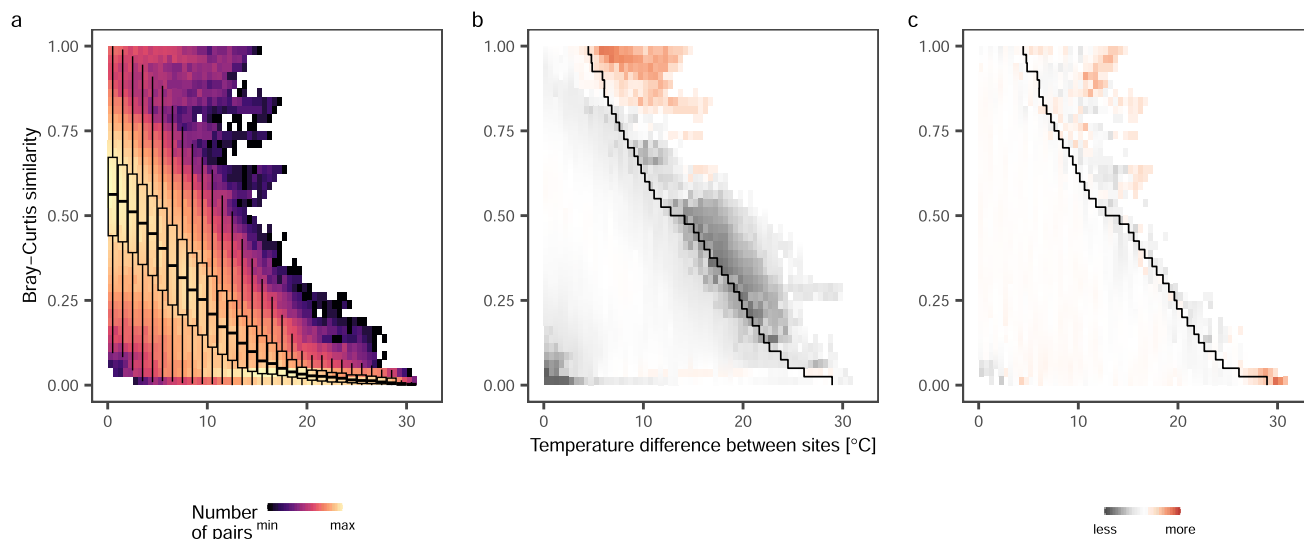 a
b
c
1.00
0.75
0.50
0.25
0.00
0
10
20
30
Bray−Curtis similarity
1.00
0.75
0.50
0.25
0.00
0
10
20
30
Temperature difference between sites [°C]
1.00
0.75
0.50
0.25
0.00
0
10
20
30
Number
of pairs
min
max
less
more